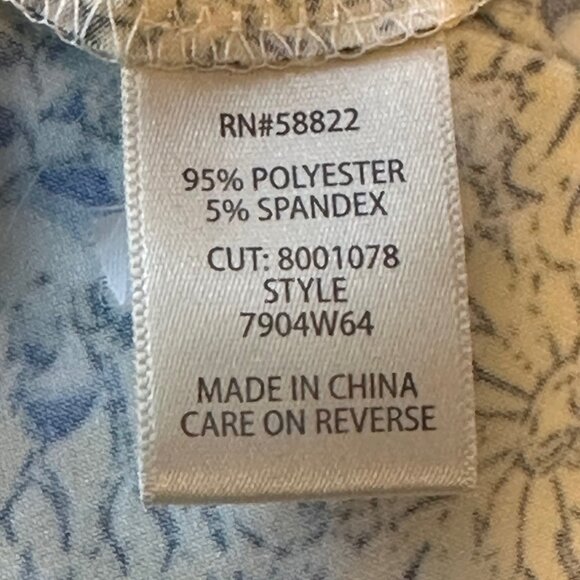 RN#58822
95% POLYESTER
5% SPANDEX
CUT: 8001078
STYLE
7904W64
MADE IN CHINA
CARE ON REVERSE